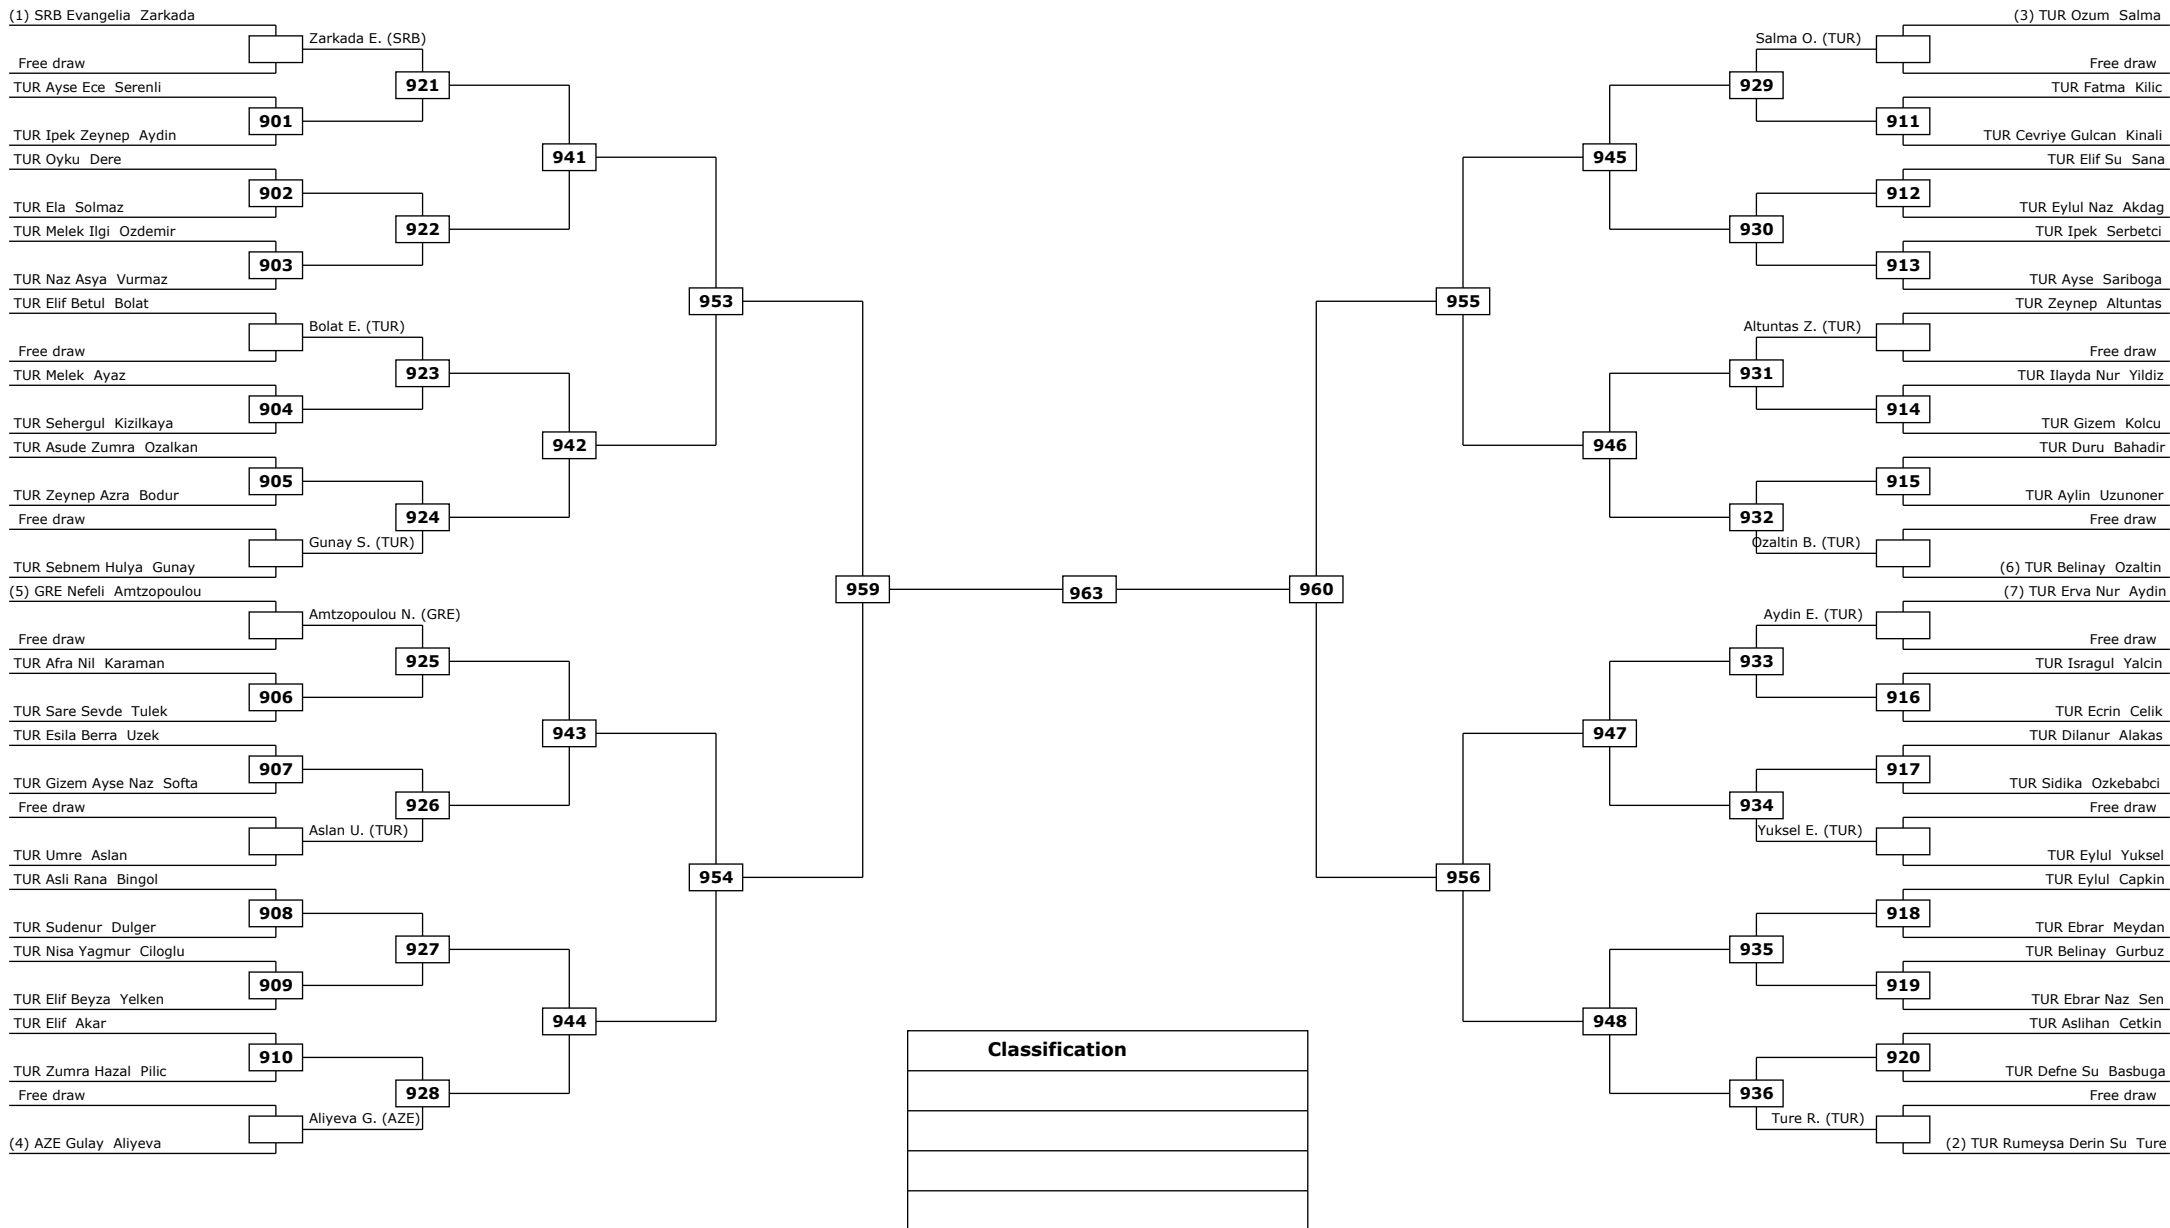 (1) SRB Evangelia Zarkada
Zarkada E. (SRB)
Free draw
921
TUR Ayse Ece Serenli
901
TUR Ipek Zeynep Aydin
941
TUR Oyku Dere
902
TUR Ela Solmaz
922
TUR Melek Ilgi Ozdemir
903
TUR Naz Asya Vurmaz
953
TUR Elif Betul Bolat
Bolat E. (TUR)
Free draw
923
TUR Melek Ayaz
904
TUR Sehergul Kizilkaya
942
TUR Asude Zumra Ozalkan
905
TUR Zeynep Azra Bodur
924
Free draw
Gunay S. (TUR)
TUR Sebnem Hulya Gunay
959
(5) GRE Nefeli Amtzopoulou
Amtzopoulou N. (GRE)
Free draw
925
TUR Afra Nil Karaman
906
TUR Sare Sevde Tulek
943
TUR Esila Berra Uzek
907
TUR Gizem Ayse Naz Softa
926
Free draw
Aslan U. (TUR)
TUR Umre Aslan
954
TUR Asli Rana Bingol
908
TUR Sudenur Dulger
927
TUR Nisa Yagmur Ciloglu
909
TUR Elif Beyza Yelken
944
TUR Elif Akar
910
TUR Zumra Hazal Pilic
928
Free draw
Aliyeva G. (AZE)
(4) AZE Gulay Aliyeva
963
(3) TUR Ozum Salma
Salma O. (TUR)
Free draw
929
TUR Fatma Kilic
911
TUR Cevriye Gulcan Kinali
945
TUR Elif Su Sana
912
TUR Eylul Naz Akdag
930
TUR Ipek Serbetci
913
TUR Ayse Sariboga
955
TUR Zeynep Altuntas
Altuntas Z. (TUR)
Free draw
931
TUR Ilayda Nur Yildiz
914
TUR Gizem Kolcu
946
TUR Duru Bahadir
915
TUR Aylin Uzunoner
932
Free draw
Ozaltin B. (TUR)
(6) TUR Belinay Ozaltin
960
(7) TUR Erva Nur Aydin
Aydin E. (TUR)
Free draw
933
TUR Isragul Yalcin
916
TUR Ecrin Celik
947
TUR Dilanur Alakas
917
TUR Sidika Ozkebabci
934
Free draw
Yuksel E. (TUR)
TUR Eylul Yuksel
956
TUR Eylul Capkin
918
TUR Ebrar Meydan
935
TUR Belinay Gurbuz
919
TUR Ebrar Naz Sen
948
TUR Aslihan Cetkin
920
TUR Defne Su Basbuga
936
Free draw
Ture R. (TUR)
(2) TUR Rumeysa Derin Su Ture
Classification